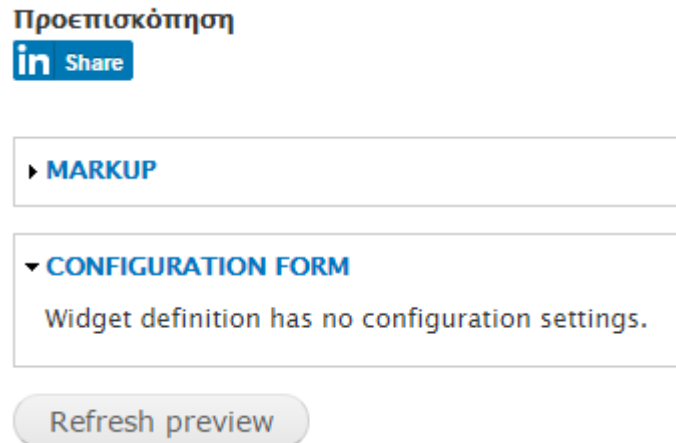 Προεπισκόπηση
in Share
MARKUP
CONFIGURATION FORM
Widget definition has no configuration settings.
Refresh preview